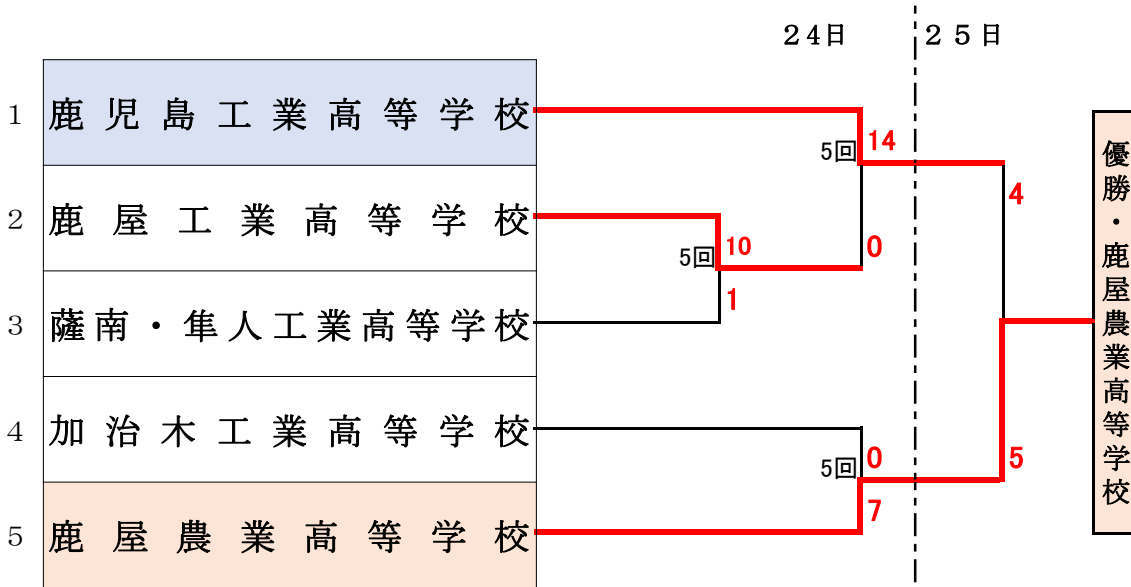 24日 25日
1 鹿児島工業高等学校
2 鹿屋工業高等学校
3 薩南・隼人工業高等学校
4 加治木工業高等学校
5 鹿屋農業高等学校
5回 14
0
5回 10
1
5回 0
7
4
5
優勝・鹿屋農業高等学校